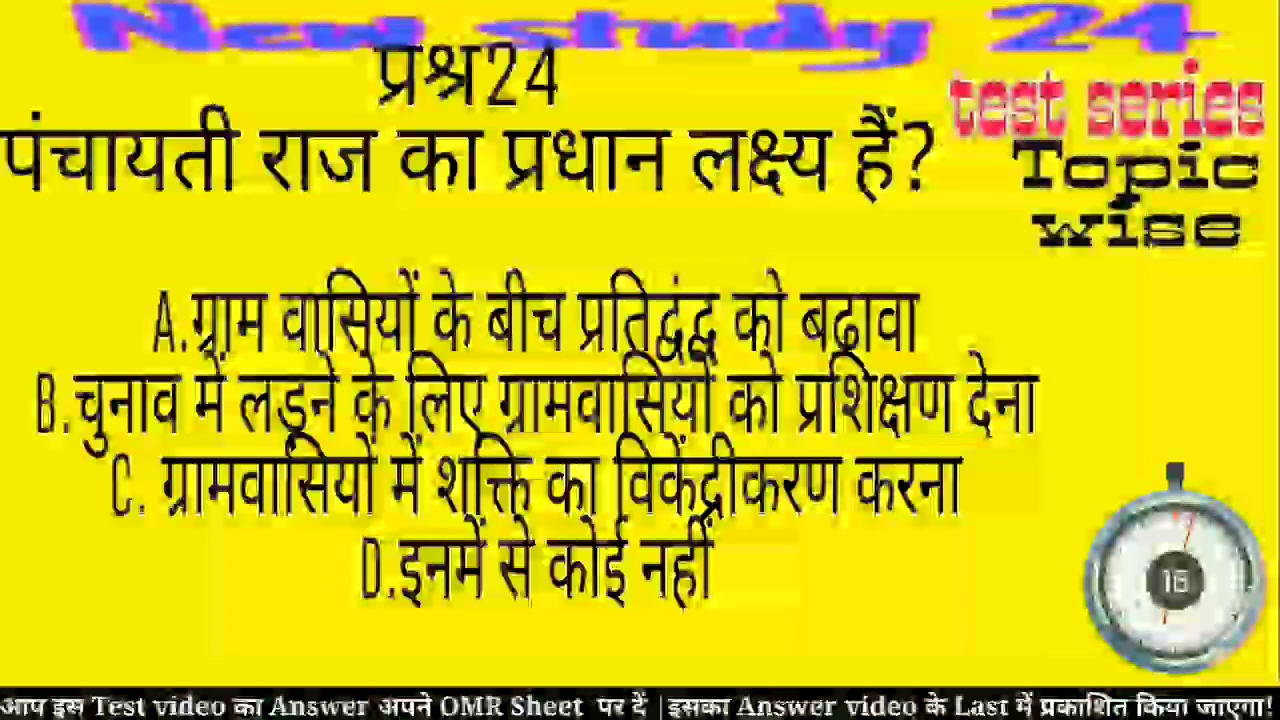 Next study 24
प्रश्न24
test series
पंचायती राज का प्रधान लक्ष्य हैं?
Topic
wise
A.ग्राम वासियों के बीच प्रतिद्वंद्व को बढ़ावा
B.चुनाव में लड़ने के लिए ग्रामवासियों को प्रशिक्षण देना
C. ग्रामवासियों में शक्ति का विकेंद्रीकरण करना
D.इनमें से कोई नहीं
15
आप इस Test video का Answer अपने OMR Sheet पर दें |इसका Answer video के Last में प्रकाशित किया जाएगा!